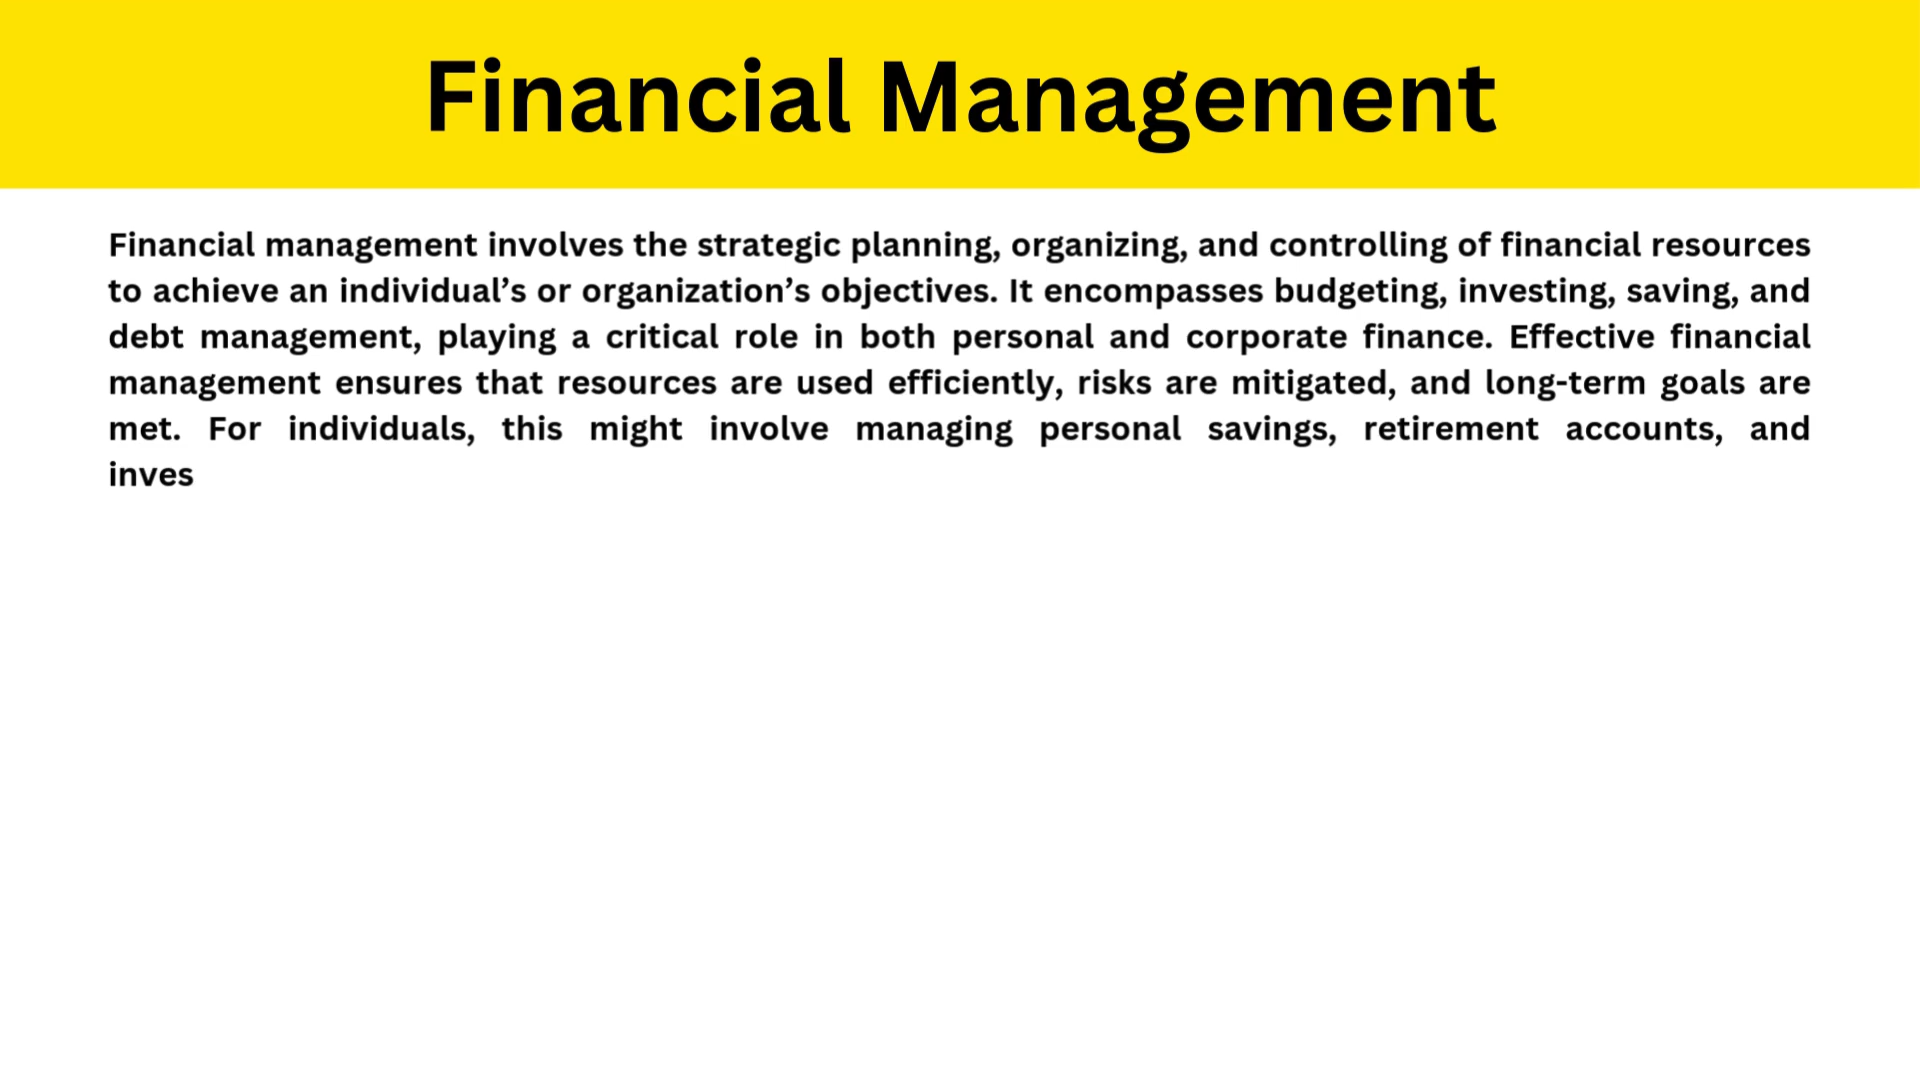 Financial Management
Financial management involves the strategic planning, organizing, and controlling of financial resources
to achieve an individual’s or organization’s objectives. It encompasses budgeting, investing, saving, and
debt management, playing a critical role in both personal and corporate finance. Effective financial
management ensures that resources are used efficiently, risks are mitigated, and long-term goals are
met. For individuals, this might involve managing personal savings, retirement accounts, and
inves